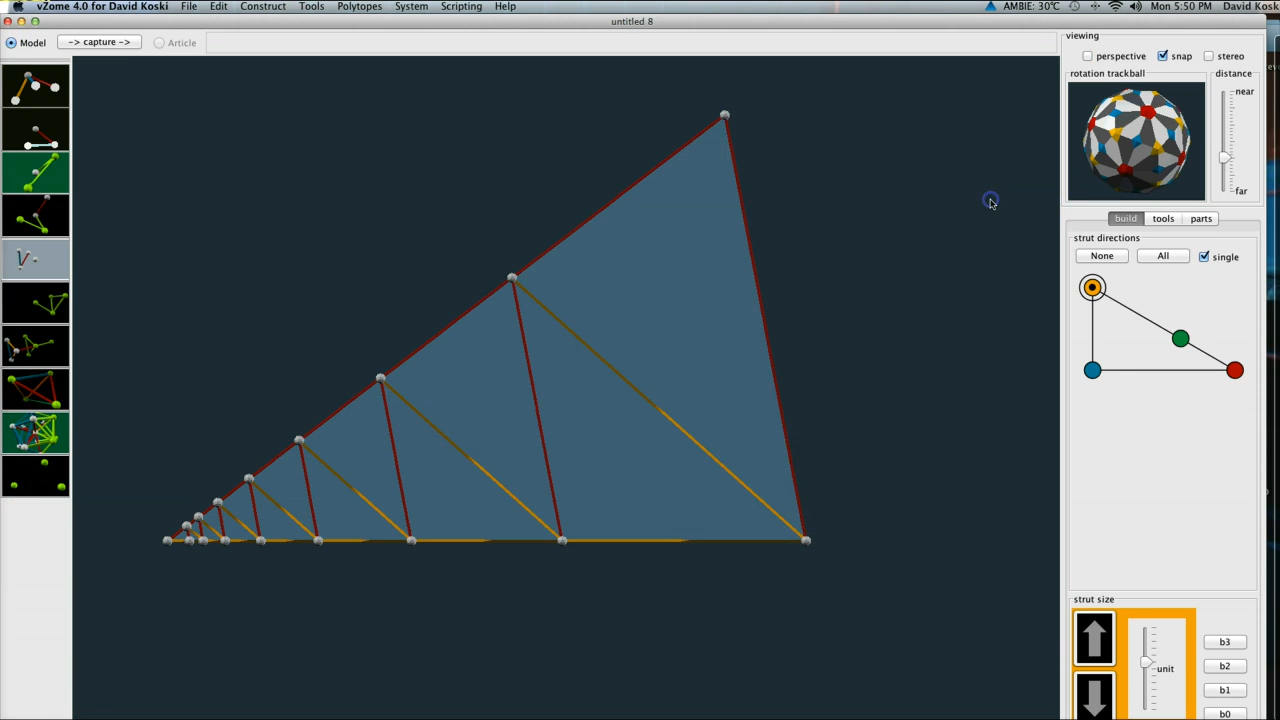 vZome 4.0 for David Koski File Edit Construct Tools Polytopes System Scripting Help AMBIE: 30°C Mon 5:50 PM David Kosk
untitled 8
Model -> capture -> Article
viewing
perspective snap stereo
rotation trackball distance
near
far
build tools parts
strut directions
None All single
strut size
b3
b2
unit
b1
b0